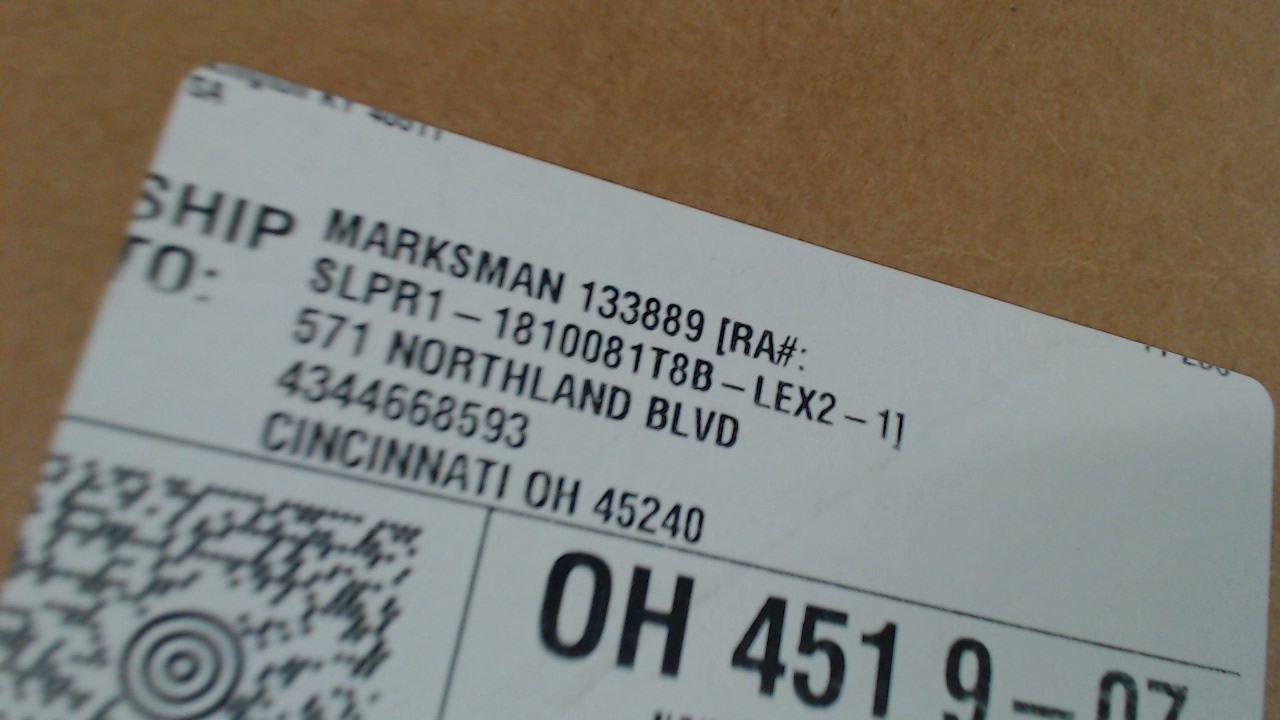 SHIP TO:
MARKSMAN 133889 [RA#:
SLPR1-1810081T8B-LEX2-1]
571 NORTHLAND BLVD
4344668593
CINCINNATI OH 45240
OH 451 9-07